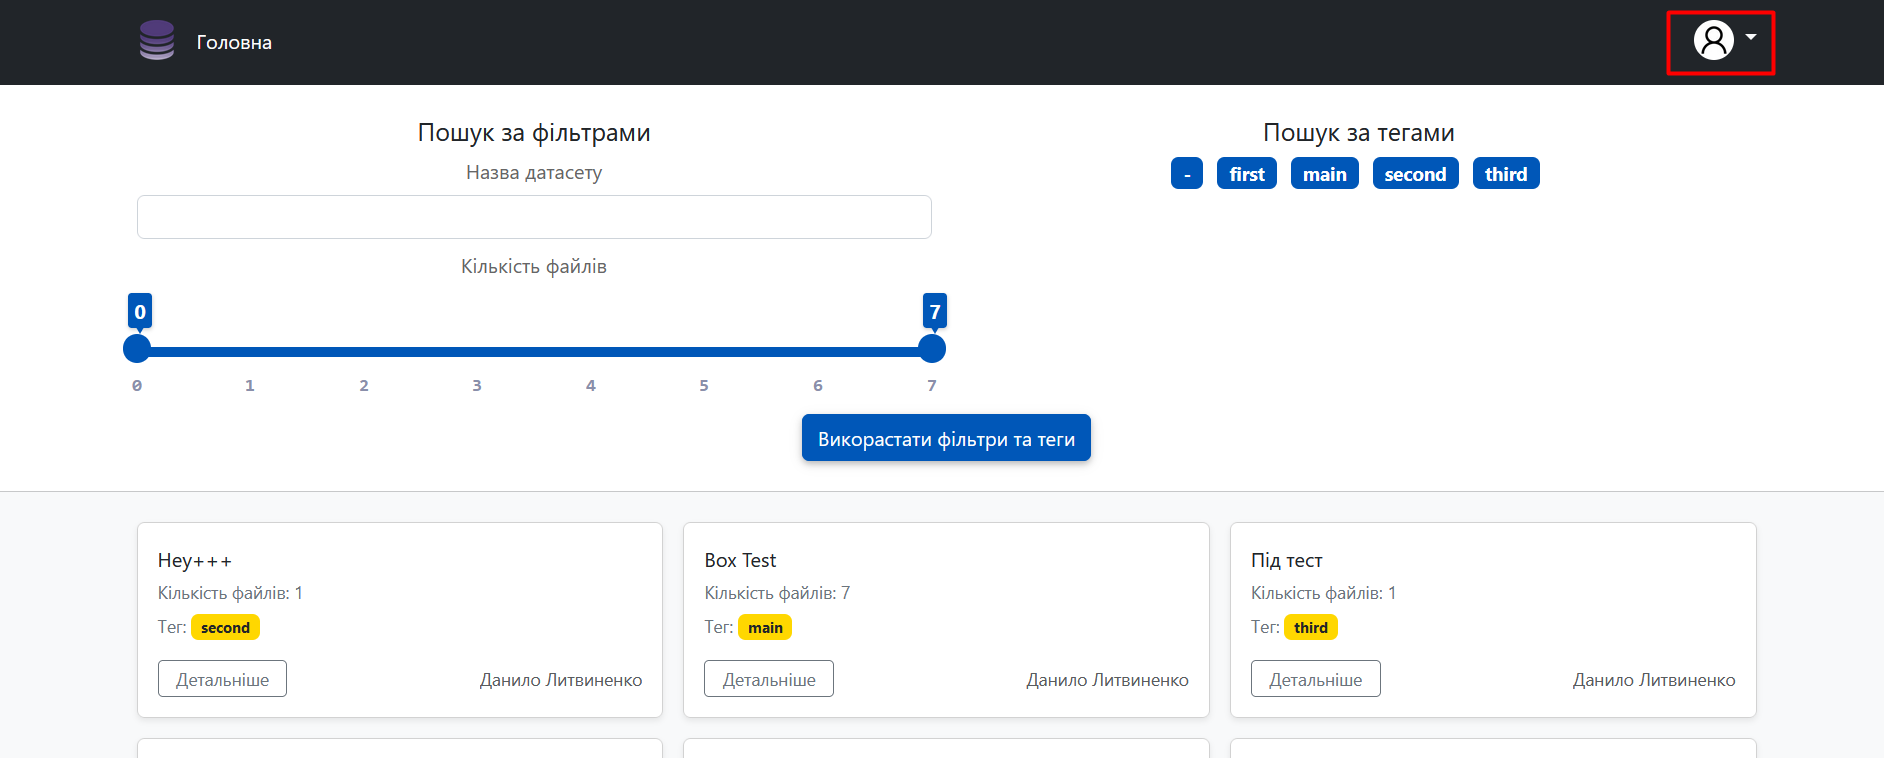 Головна
Пошук за фільтрами
Назва датасету
Кількість файлів
0 7
0 1 2 3 4 5 6 7
Пошук за тегами
- first main second third
Викорастати фільтри та теги
Hey+++
Кількість файлів: 1
Тег: second
Детальніше Данило Литвиненко
Box Test
Кількість файлів: 7
Тег: main
Детальніше Данило Литвиненко
Під тест
Кількість файлів: 1
Тег: third
Детальніше Данило Литвиненко